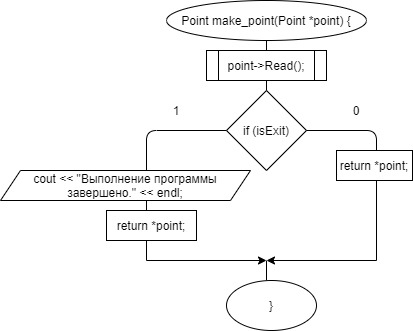 Point make_point(Point *point) {
point->Read();
1
0
if (isExit)
cout << "Выполнение программы
завершено." << endl;
return *point;
return *point;
}